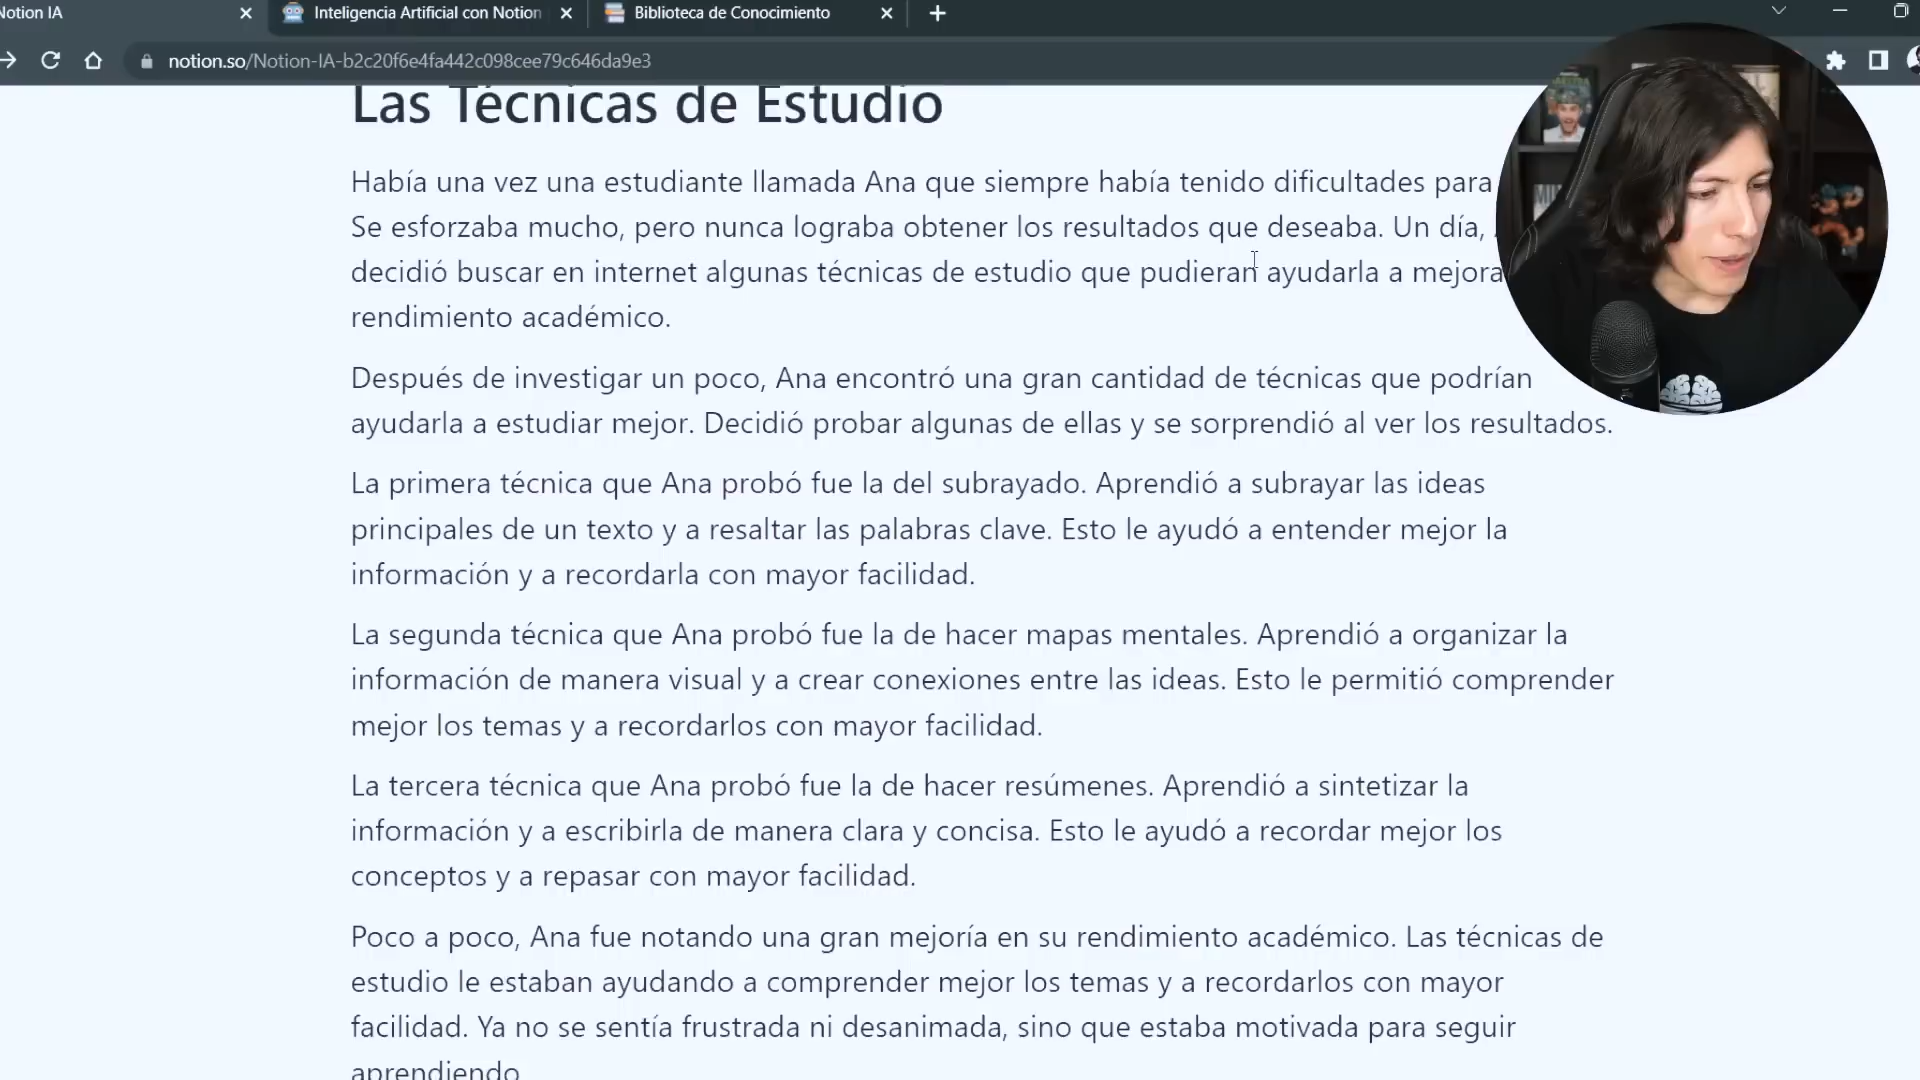 Notion IA
Inteligencia Artificial con Notion
Biblioteca de Conocimiento
notion.so/Notion-IA-b2c20f6e4fa442c098cee79c646da9e3
Las Técnicas de Estudio
Había una vez una estudiante llamada Ana que siempre había tenido dificultades para
Se esforzaba mucho, pero nunca lograba obtener los resultados que deseaba. Un día,
decidió buscar en internet algunas técnicas de estudio que pudieran ayudarla a mejora
rendimiento académico.
Después de investigar un poco, Ana encontró una gran cantidad de técnicas que podrían
ayudarla a estudiar mejor. Decidió probar algunas de ellas y se sorprendió al ver los resultados.
La primera técnica que Ana probó fue la del subrayado. Aprendió a subrayar las ideas
principales de un texto y a resaltar las palabras clave. Esto le ayudó a entender mejor la
información y a recordarla con mayor facilidad.
La segunda técnica que Ana probó fue la de hacer mapas mentales. Aprendió a organizar la
información de manera visual y a crear conexiones entre las ideas. Esto le permitió comprender
mejor los temas y a recordarlos con mayor facilidad.
La tercera técnica que Ana probó fue la de hacer resúmenes. Aprendió a sintetizar la
información y a escribirla de manera clara y concisa. Esto le ayudó a recordar mejor los
conceptos y a repasar con mayor facilidad.
Poco a poco, Ana fue notando una gran mejoría en su rendimiento académico. Las técnicas de
estudio le estaban ayudando a comprender mejor los temas y a recordarlos con mayor
facilidad. Ya no se sentía frustrada ni desanimada, sino que estaba motivada para seguir
aprendiendo